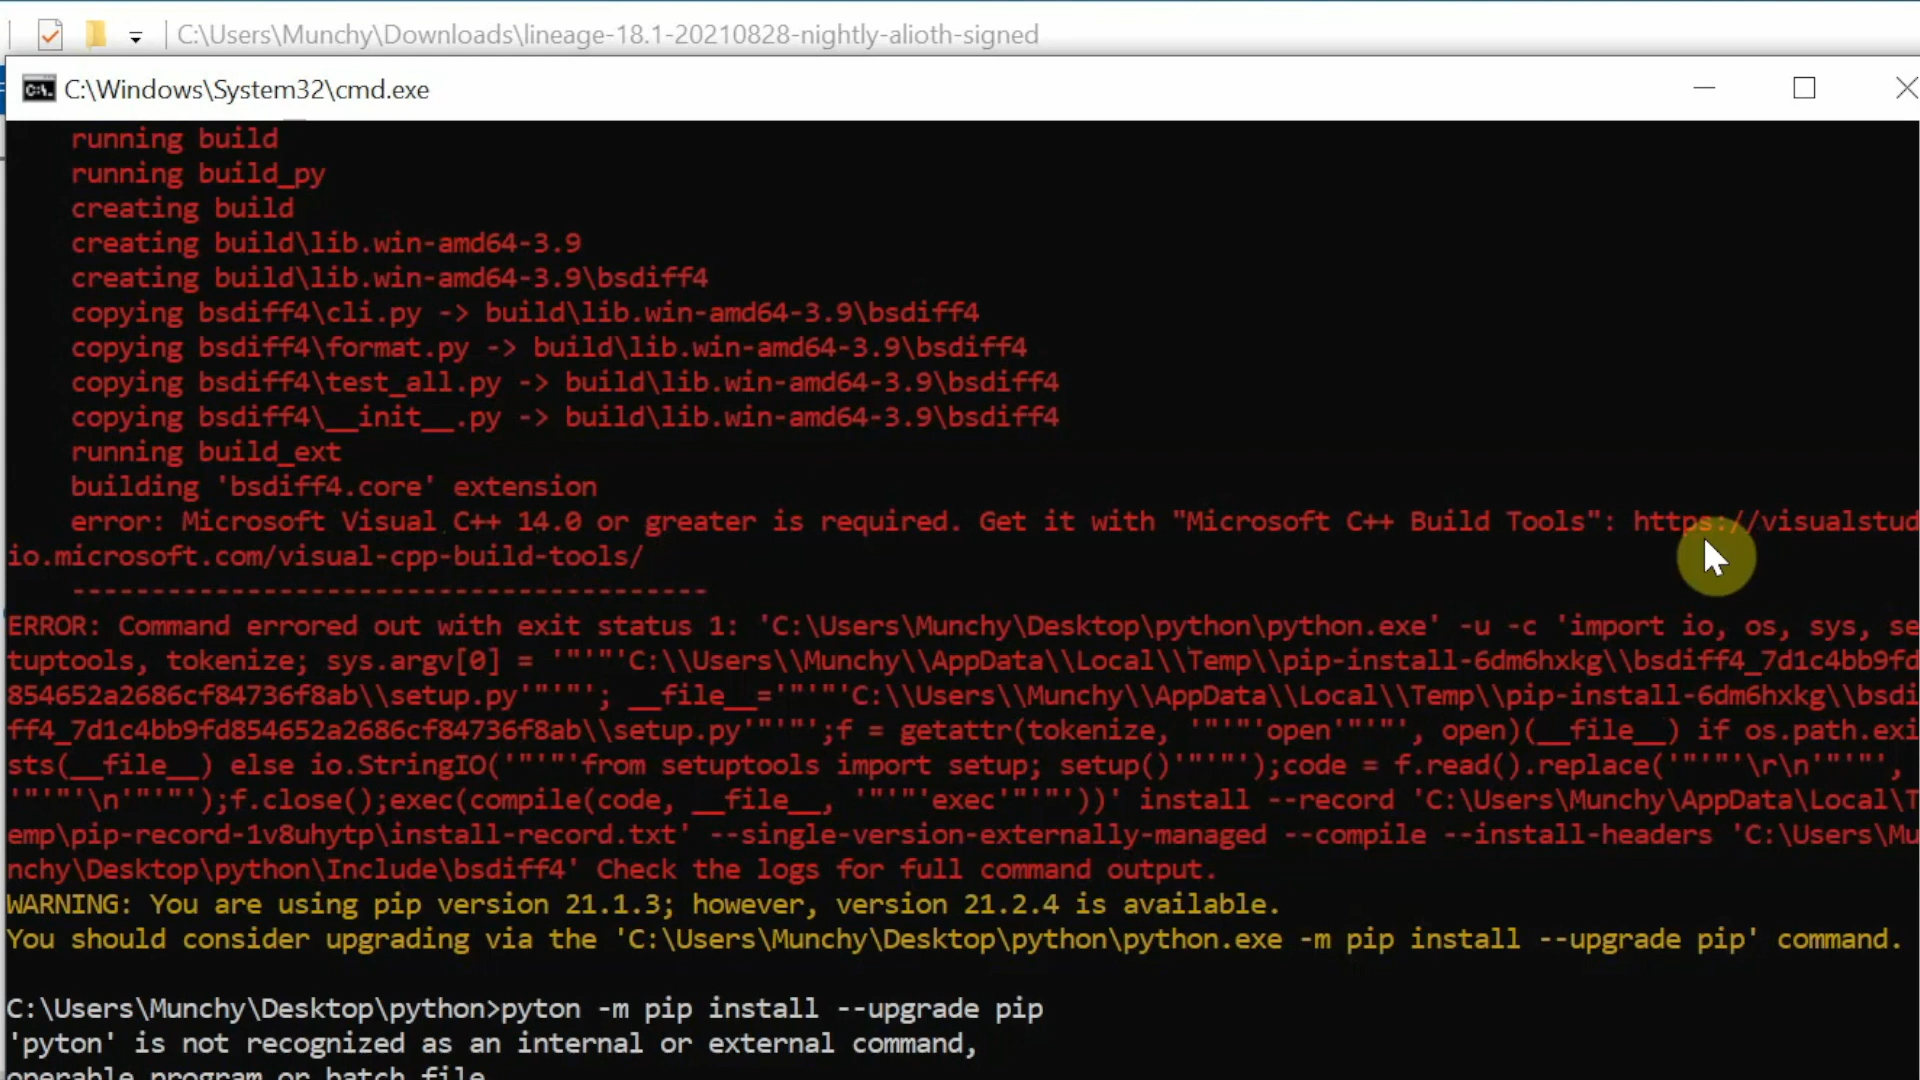 C:\Users\Munchy\Downloads\lineage-18.1-20210828-nightly-alioth-signed
C:\Windows\System32\cmd.exe
running build
running build_py
creating build
creating build\lib.win-amd64-3.9
creating build\lib.win-amd64-3.9\bsdiff4
copying bsdiff4\cli.py -> build\lib.win-amd64-3.9\bsdiff4
copying bsdiff4\format.py -> build\lib.win-amd64-3.9\bsdiff4
copying bsdiff4\test_all.py -> build\lib.win-amd64-3.9\bsdiff4
copying bsdiff4\__init__.py -> build\lib.win-amd64-3.9\bsdiff4
running build_ext
building 'bsdiff4.core' extension
error: Microsoft Visual C++ 14.0 or greater is required. Get it with "Microsoft C++ Build Tools": https://visualstud
io.microsoft.com/visual-cpp-build-tools/
----------------------------------------
ERROR: Command errored out with exit status 1: 'C:\Users\Munchy\Desktop\python\python.exe' -u -c 'import io, os, sys, se
tuptools, tokenize; sys.argv[0] = '"'"'C:\\Users\\Munchy\\AppData\\Local\\Temp\\pip-install-6dm6hxkg\\bsdiff4_7d1c4bb9fd
854652a2686cf84736f8ab\\setup.py'"'"'; __file__='"'"'C:\\Users\\Munchy\\AppData\\Local\\Temp\\pip-install-6dm6hxkg\\bsdi
ff4_7d1c4bb9fd854652a2686cf84736f8ab\\setup.py'"'"';f = getattr(tokenize, '"'"'open'"'"', open)(__file__) if os.path.exi
sts(__file__) else io.StringIO('"'"'from setuptools import setup; setup()'"'"');code = f.read().replace('"'"'\r\n'"'"',
'"'"'\n'"'"');f.close();exec(compile(code, __file__, '"'"'exec'"'"'))' install --record 'C:\Users\Munchy\AppData\Local\T
emp\pip-record-1v8uhytp\install-record.txt' --single-version-externally-managed --compile --install-headers 'C:\Users\Mu
nchy\Desktop\python\Include\bsdiff4' Check the logs for full command output.
WARNING: You are using pip version 21.1.3; however, version 21.2.4 is available.
You should consider upgrading via the 'C:\Users\Munchy\Desktop\python\python.exe -m pip install --upgrade pip' command.
C:\Users\Munchy\Desktop\python>pyton -m pip install --upgrade pip
'pyton' is not recognized as an internal or external command,
operable program or batch file.